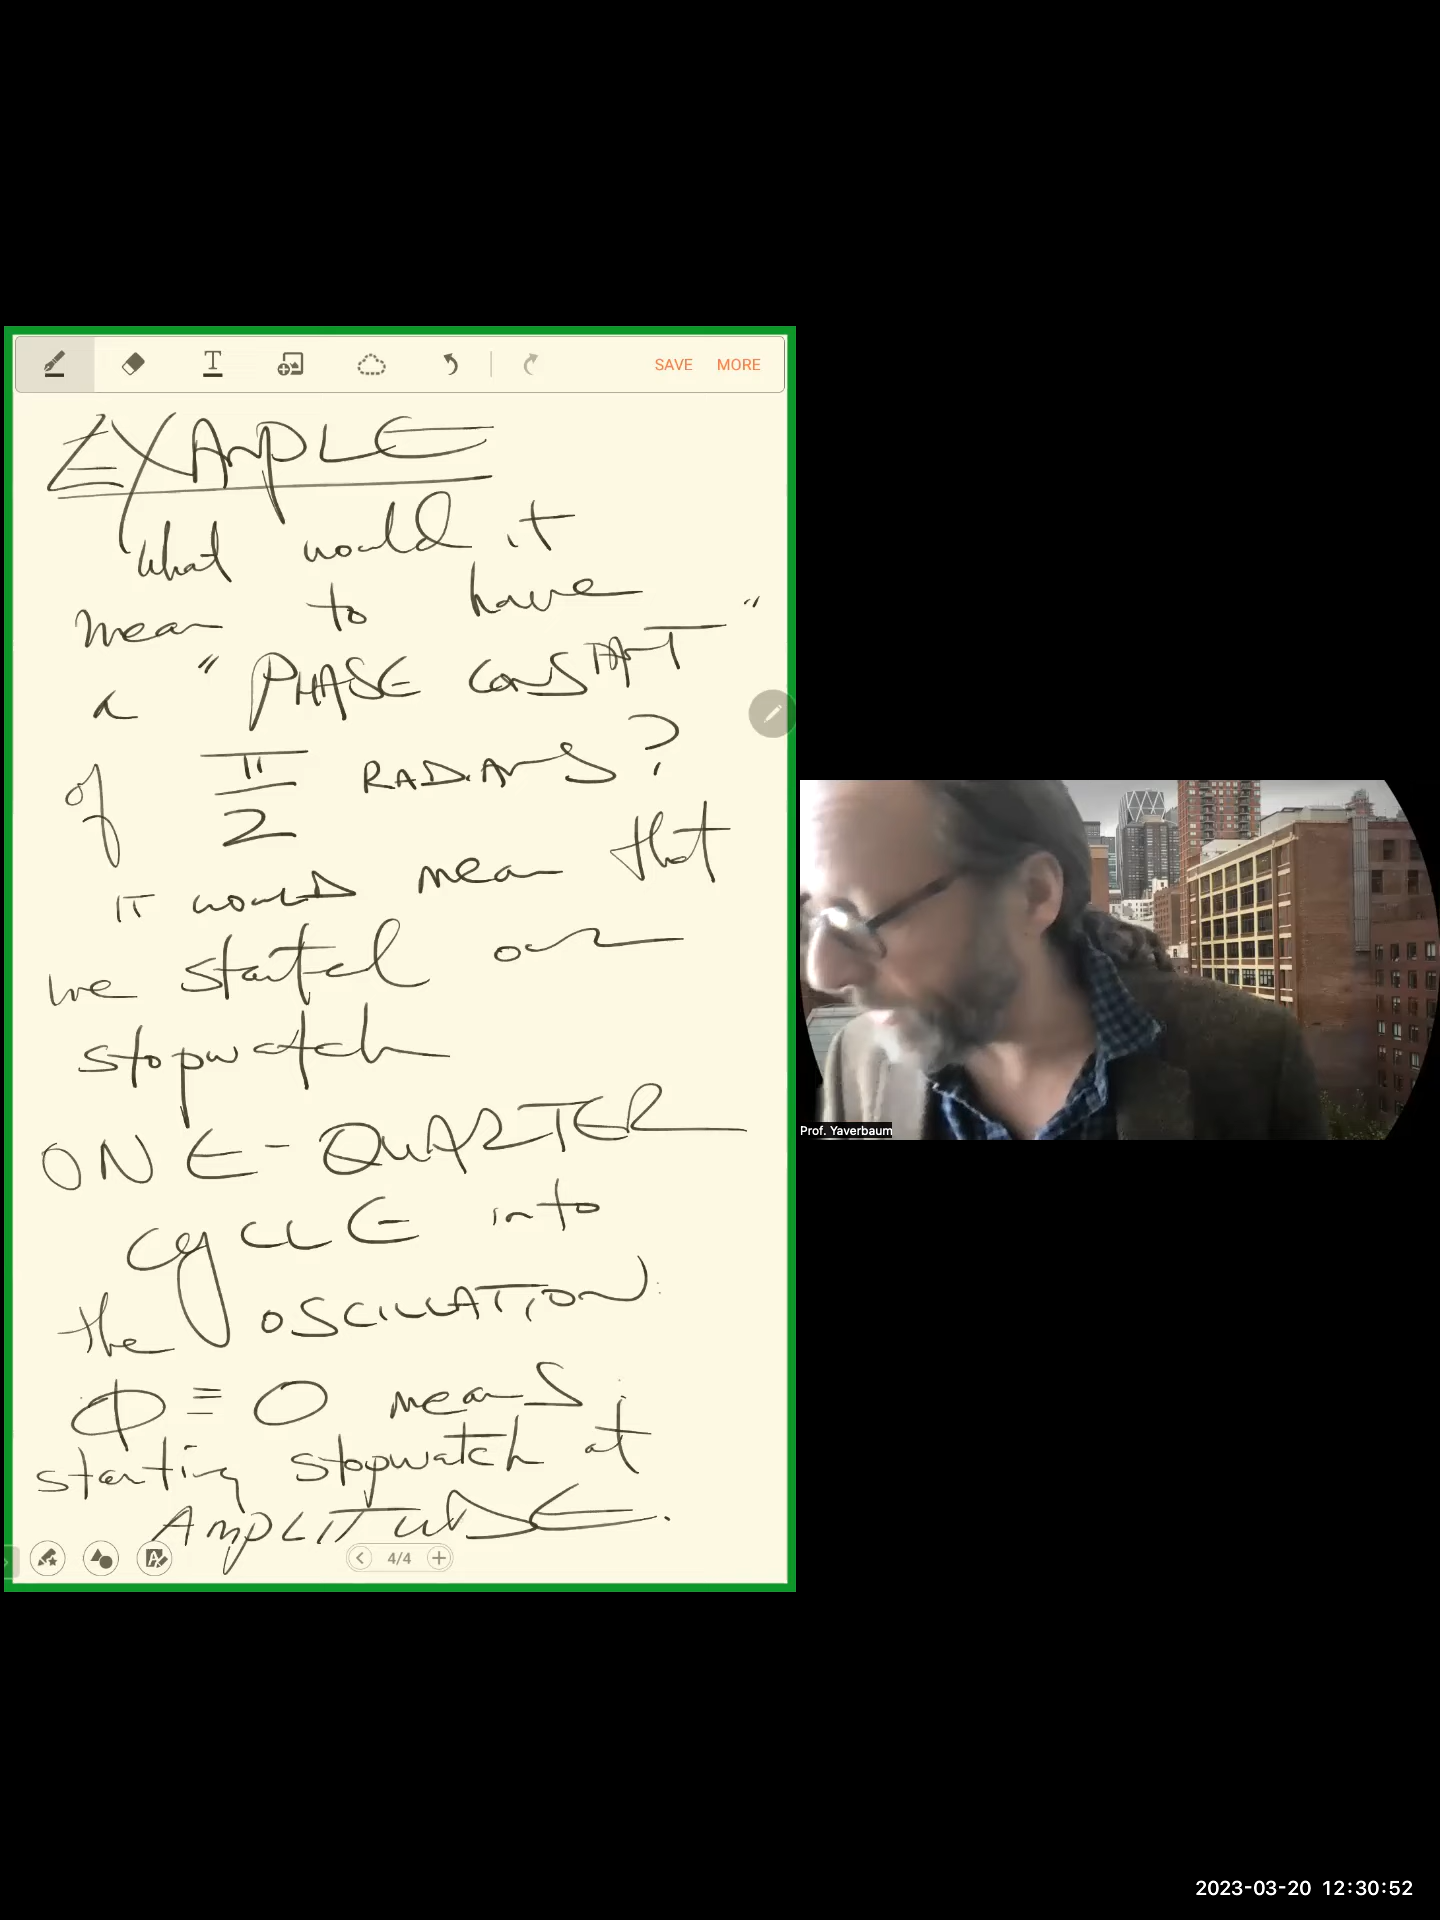 T
SAVE MORE
EXAMPLE
What would it
mean to have
a "PHASE CONSTANT"
of π/2 RADIANS?
IT WOULD mean that
we started our
stopwatch
ONE-QUARTER
CYCLE into
the OSCILLATION.
Φ ≡ 0 means
starting stopwatch at
AMPLITUDE.
4/4
Prof. Yaverbaum
2023-03-20 12:30:52